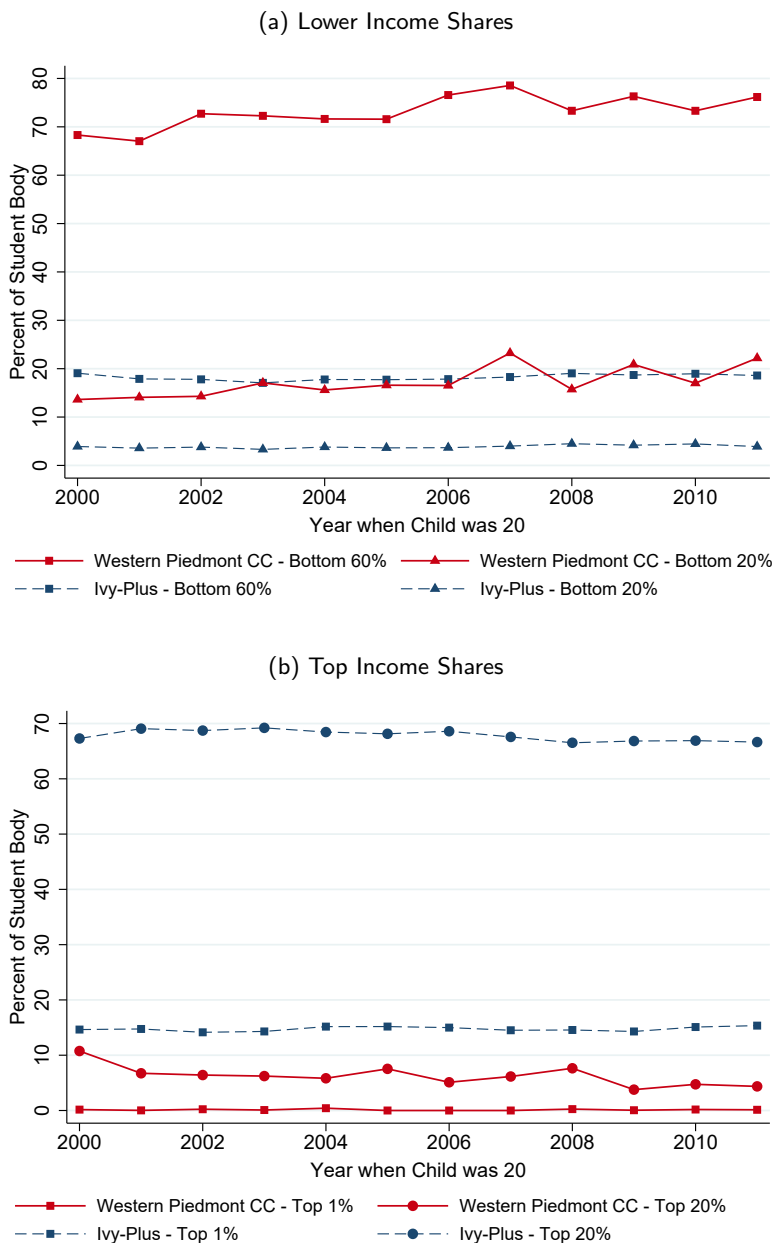 (a) Lower Income Shares
Percent of Student Body
80
70
60
50
40
30
20
10
0
2000 2002 2004 2006 2008 2010
Year when Child was 20
Western Piedmont CC - Bottom 60% Western Piedmont CC - Bottom 20%
Ivy-Plus - Bottom 60% Ivy-Plus - Bottom 20%
(b) Top Income Shares
Percent of Student Body
70
60
50
40
30
20
10
0
2000 2002 2004 2006 2008 2010
Year when Child was 20
Western Piedmont CC - Top 1% Western Piedmont CC - Top 20%
Ivy-Plus - Top 1% Ivy-Plus - Top 20%